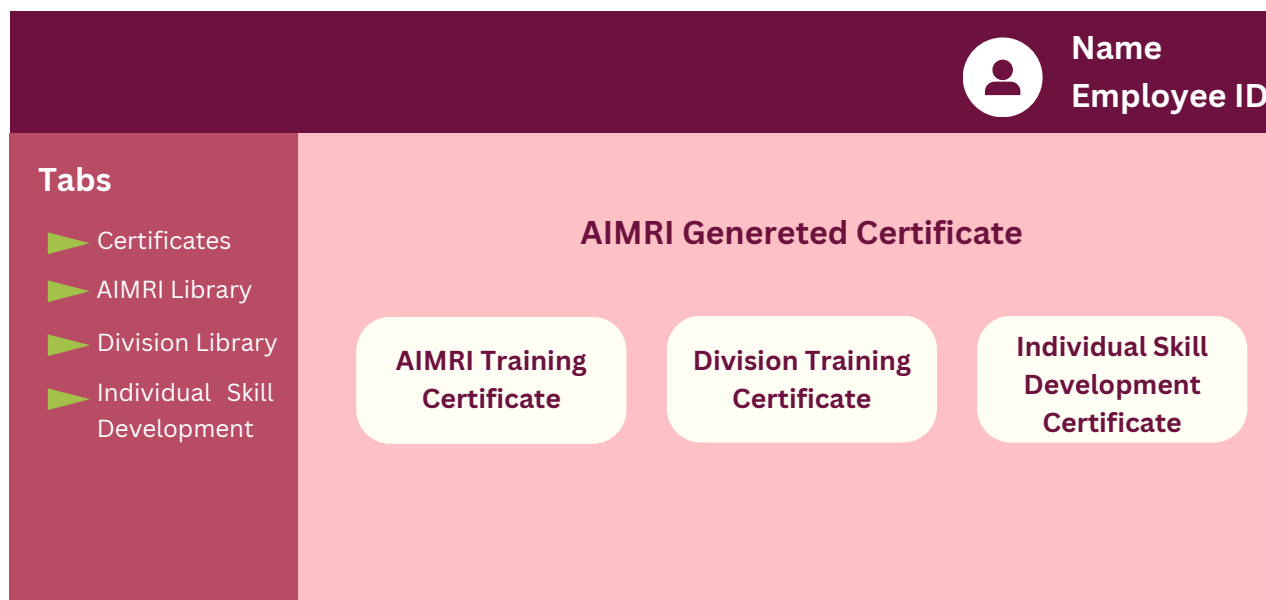 Name
Employee ID
Tabs
Certificates
AIMRI Library
Division Library
Individual Skill
Development
AIMRI Genereted Certificate
AIMRI Training
Certificate
Division Training
Certificate
Individual Skill
Development
Certificate